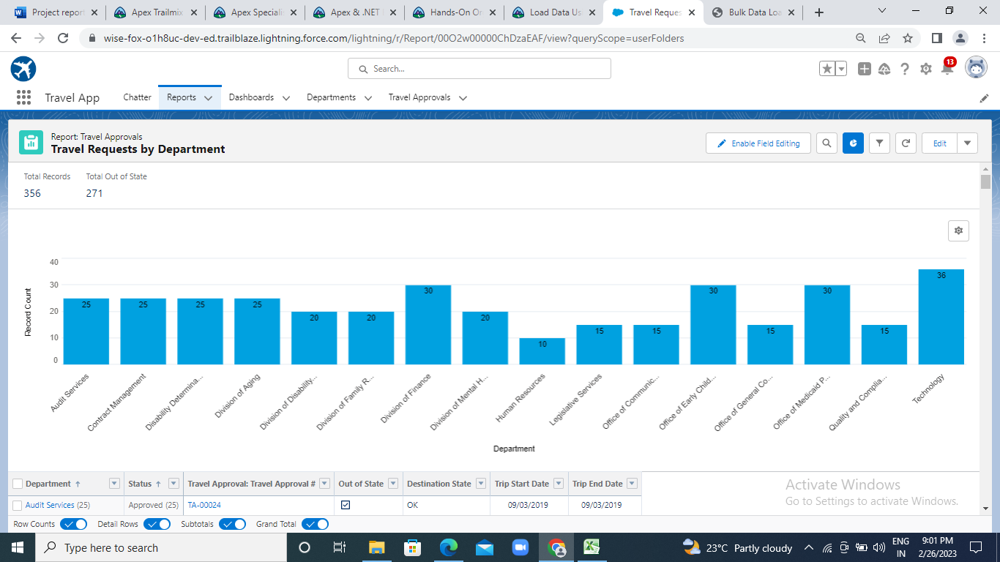 Project report Apex Trailmix Apex Speciali Apex & .NET Hands-On Or Load Data Us Travel Reques Bulk Data Loa
wise-fox-o1h8uc-dev-ed.trailblaze.lightning.force.com/lightning/r/Report/00O2w00000ChDzaEAF/view?queryScope=userFolders
Search...
13
Travel App Chatter Reports Dashboards Departments Travel Approvals
Report: Travel Approvals
Travel Requests by Department
Enable Field Editing Edit
Total Records Total Out of State
356 271
Record Count
40
30
20
10
0
25 25 25 25 20 20 30 20 10 15 15 30 15 30 15 36
Audit Services
Contract Management
Disability Determina...
Division of Aging
Division of Disability...
Division of Family R...
Division of Finance
Division of Mental H...
Human Resources
Legislative Services
Office of Communic...
Office of Early Child...
Office of General Co...
Office of Medicaid P...
Quality and Complia...
Technology
Department
Department ↑ Status ↑ Travel Approval: Travel Approval # Out of State Destination State Trip Start Date Trip End Date
Audit Services (25) Approved (25) TA-00024 OK 09/03/2019 09/03/2019
Activate Windows
Go to Settings to activate Windows.
Row Counts Detail Rows Subtotals Grand Total
Type here to search
23°C Partly cloudy
ENG
IN
9:01 PM
2/26/2023